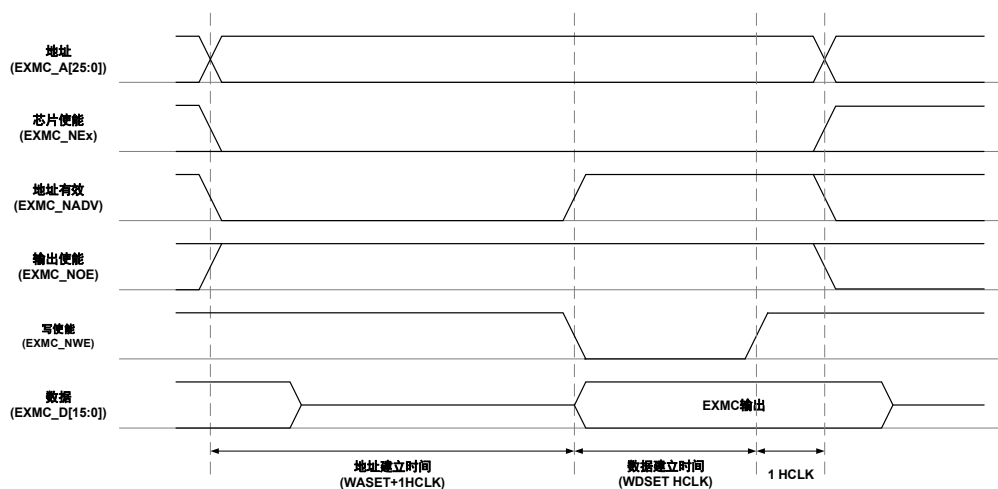 地址
(EXMC_A[25:0])
芯片使能
(EXMC_NEx)
地址有效
(EXMC_NADV)
输出使能
(EXMC_NOE)
写使能
(EXMC_NWE)
数据
(EXMC_D[15:0])
EXMC输出
地址建立时间
(WASET+1HCLK)
数据建立时间
(WDSET HCLK)
1 HCLK